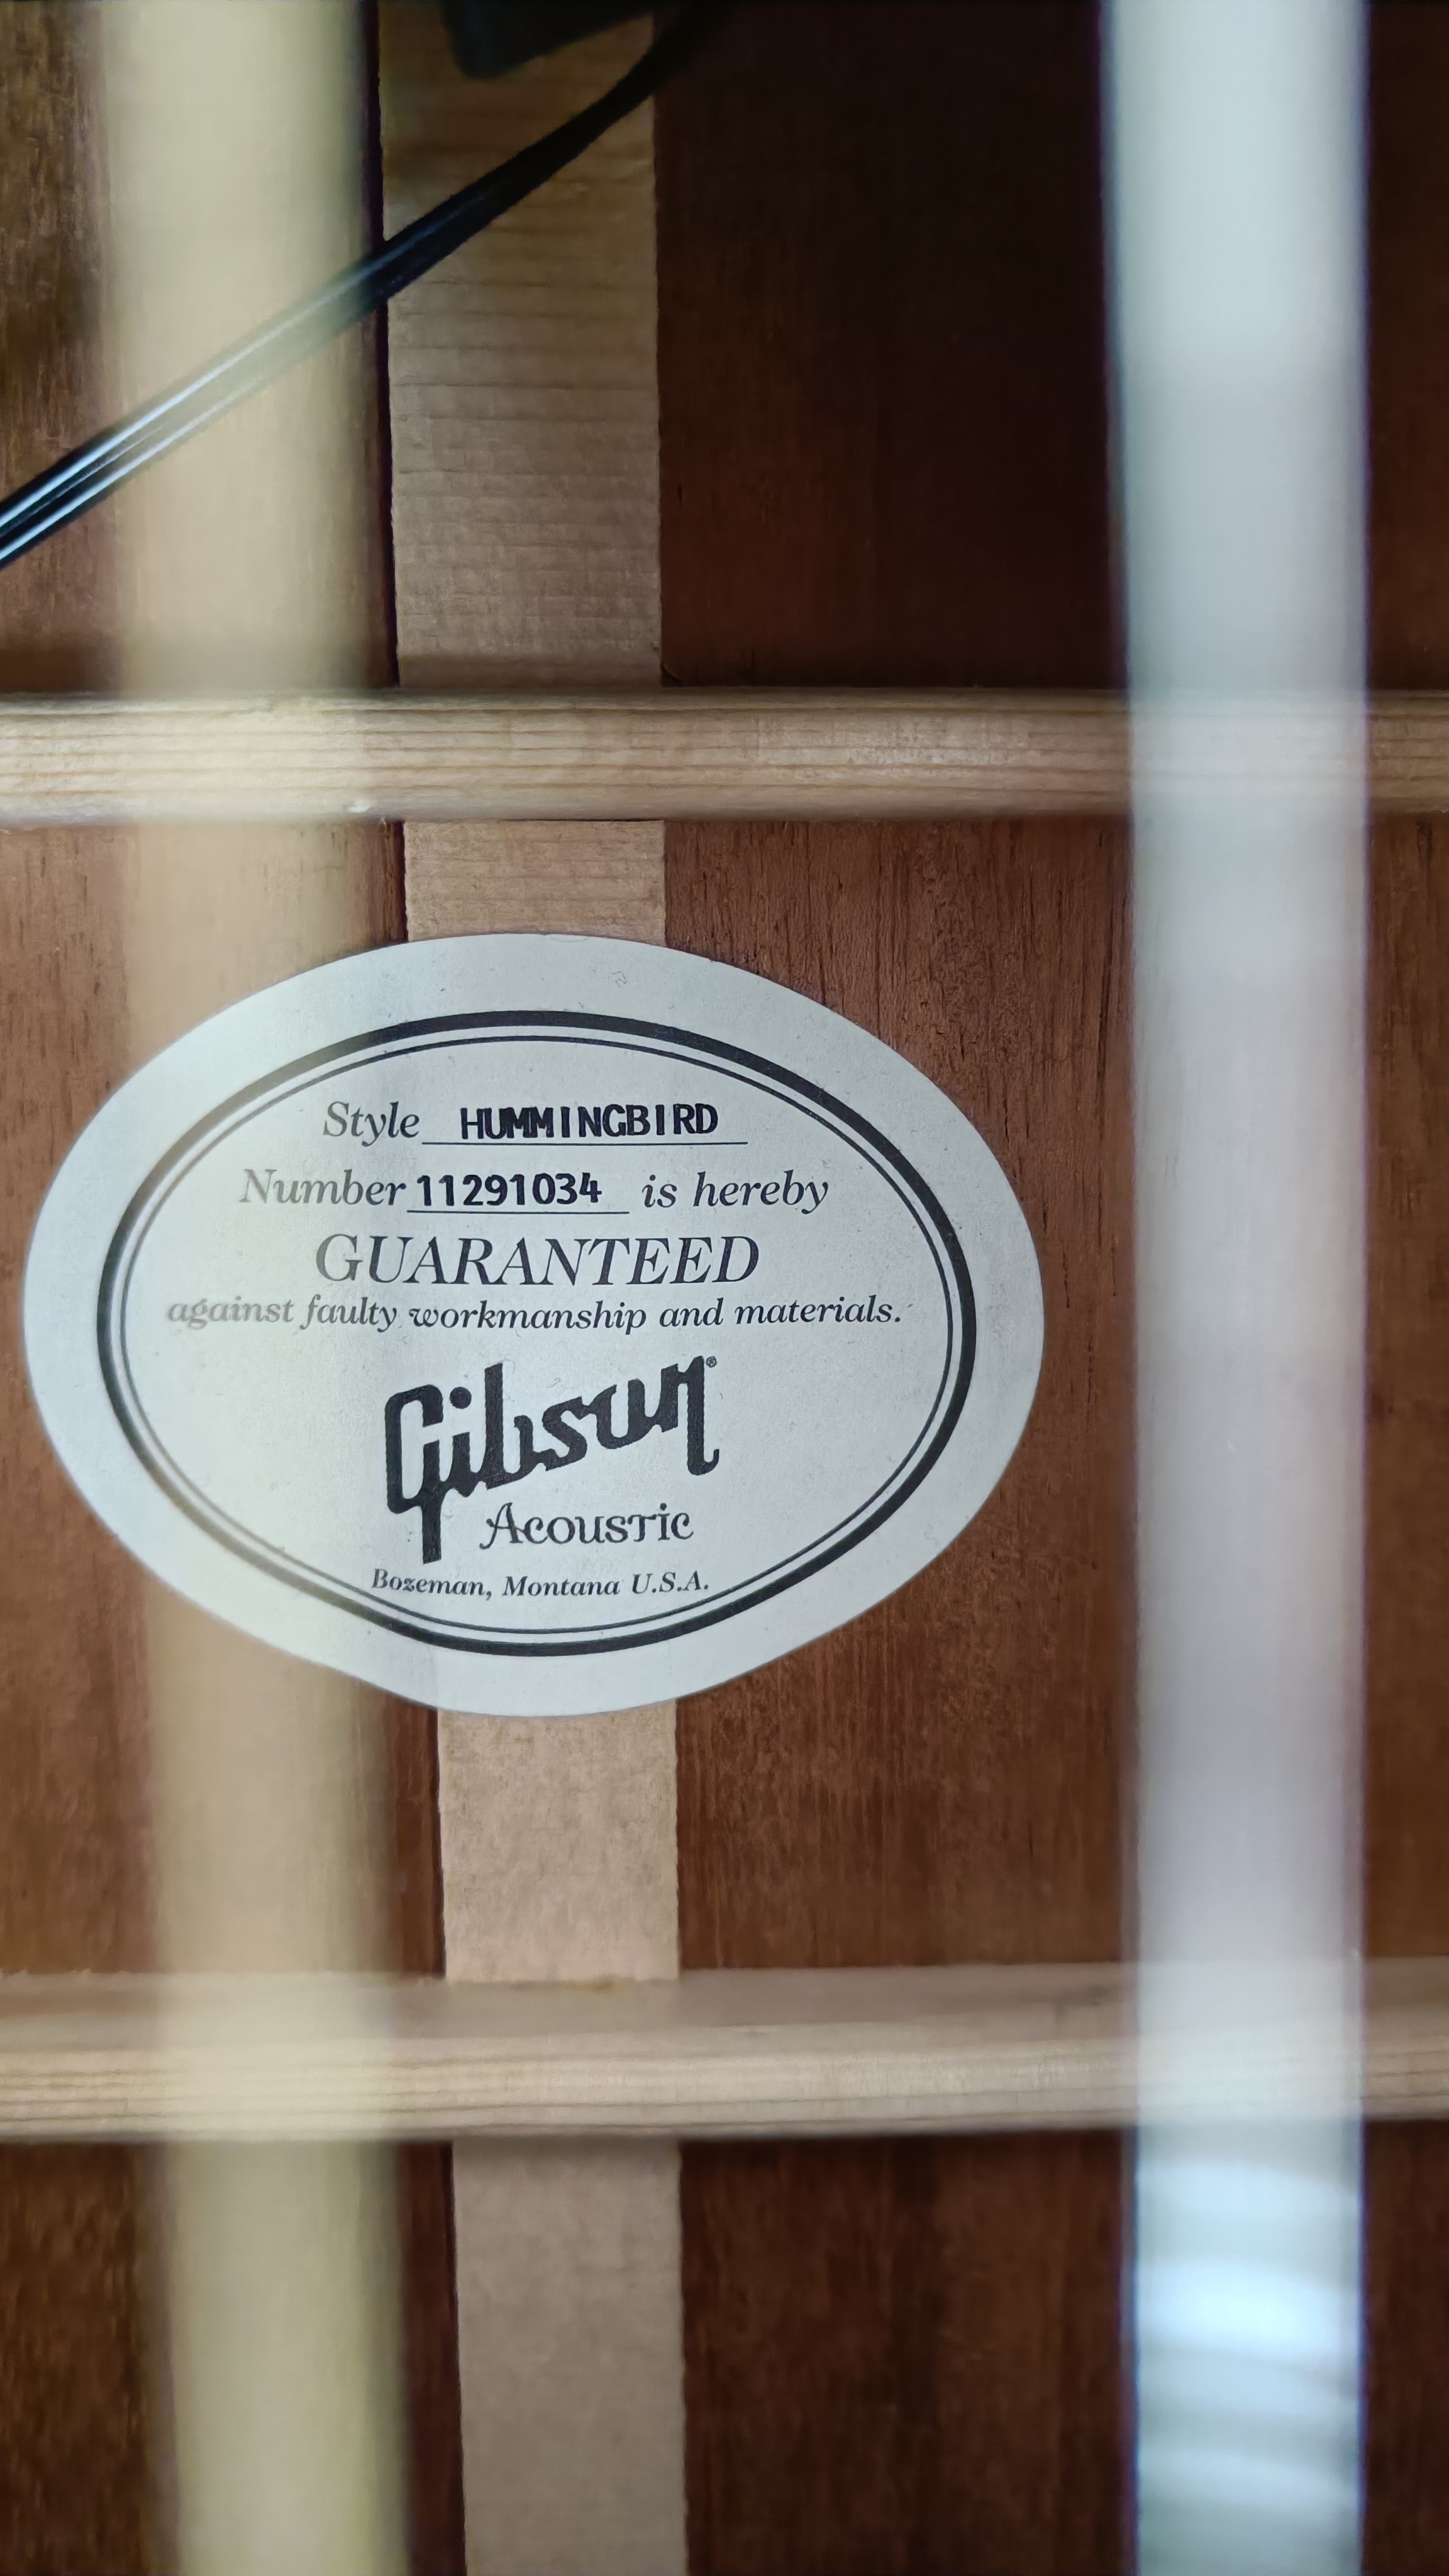 Style HUMMINGBIRD
Number 11291034 is hereby
GUARANTEED
against faulty workmanship and materials.
Gibson®
Acoustic
Bozeman, Montana U.S.A.